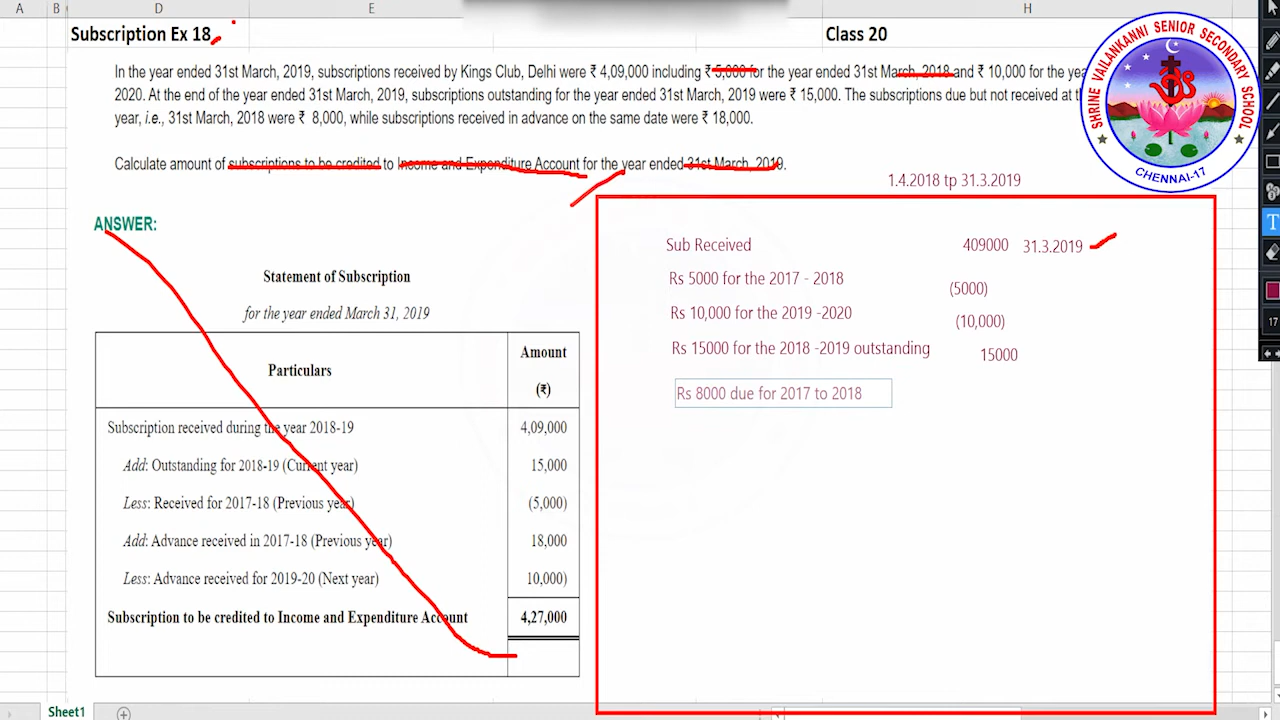 A B D E H
Subscription Ex 18
Class 20
In the year ended 31st March, 2019, subscriptions received by Kings Club, Delhi were ₹ 4,09,000 including ₹ 5,000 for the year ended 31st March, 2018 and ₹ 10,000 for the
2020. At the end of the year ended 31st March, 2019, subscriptions outstanding for the year ended 31st March, 2019 were ₹ 15,000. The subscriptions due but not received at
year, i.e., 31st March, 2018 were ₹ 8,000, while subscriptions received in advance on the same date were ₹ 18,000.
Calculate amount of subscriptions to be credited to Income and Expenditure Account for the year ended 31st March, 2019.
SHRINE VAILANKANNI SENIOR SECONDARY SCHOOL
CHENNAI-17
1.4.2018 tp 31.3.2019
ANSWER:
Statement of Subscription
for the year ended March 31, 2019
Particulars
Amount
(₹)
Subscription received during the year 2018-19 4,09,000
Add: Outstanding for 2018-19 (Current year) 15,000
Less: Received for 2017-18 (Previous year) (5,000)
Add: Advance received in 2017-18 (Previous year) 18,000
Less: Advance received for 2019-20 (Next year) 10,000)
Subscription to be credited to Income and Expenditure Account 4,27,000
Sub Received 409000 31.3.2019
Rs 5000 for the 2017 - 2018 (5000)
Rs 10,000 for the 2019 -2020 (10,000)
Rs 15000 for the 2018 -2019 outstanding 15000
Rs 8000 due for 2017 to 2018
T
17
Sheet1